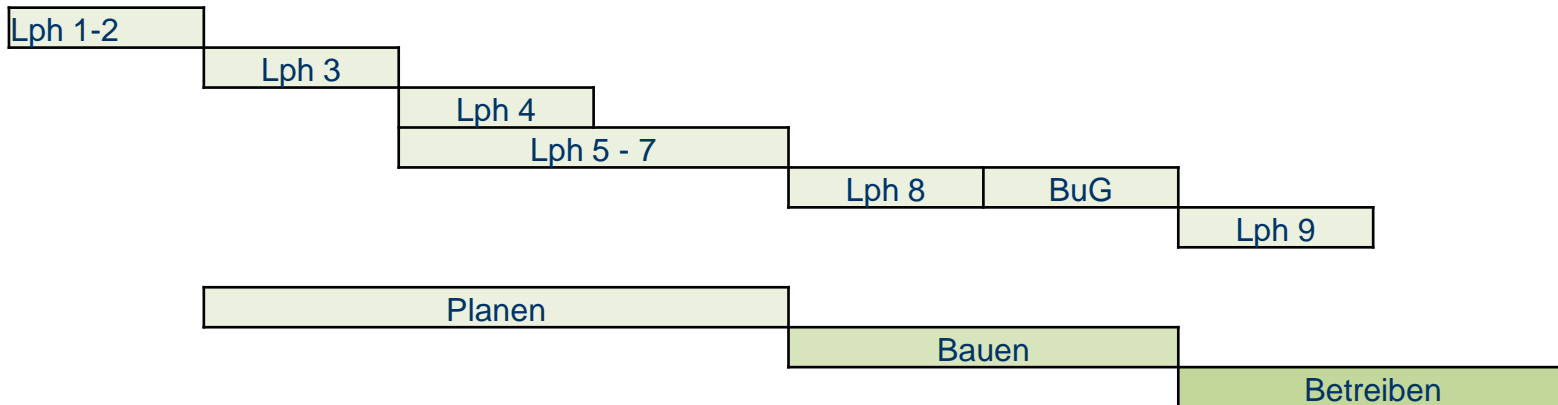 Lph 1-2
Lph 3
Lph 4
Lph 5 - 7
Lph 8 BuG
Lph 9
Planen
Bauen
Betreiben